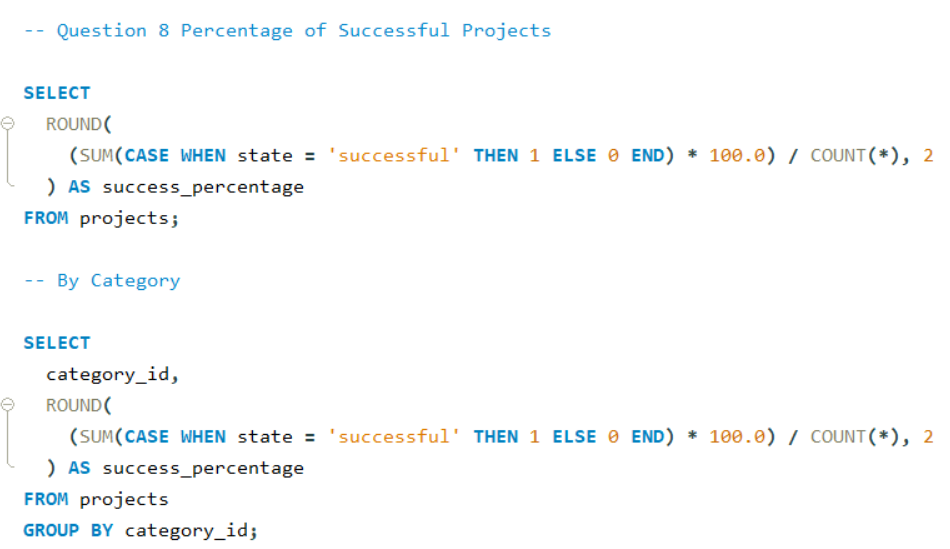 -- Question 8 Percentage of Successful Projects
SELECT
ROUND(
(SUM(CASE WHEN state = 'successful' THEN 1 ELSE 0 END) * 100.0) / COUNT(*), 2
) AS success_percentage
FROM projects;
-- By Category
SELECT
category_id,
ROUND(
(SUM(CASE WHEN state = 'successful' THEN 1 ELSE 0 END) * 100.0) / COUNT(*), 2
) AS success_percentage
FROM projects
GROUP BY category_id;